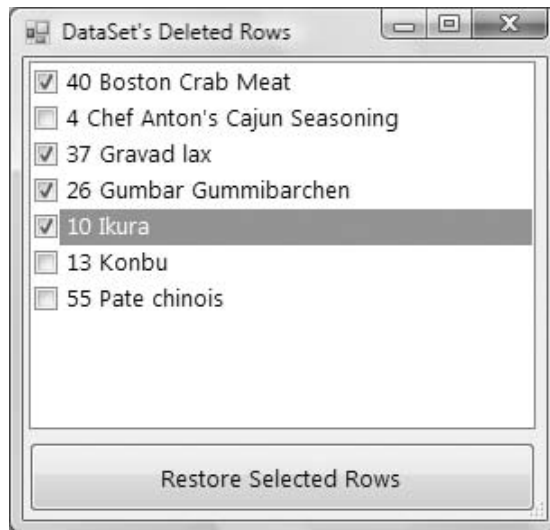 DataSet's Deleted Rows
40 Boston Crab Meat
4 Chef Anton's Cajun Seasoning
37 Gravad lax
26 Gumbar Gummibarchen
10 Ikura
13 Konbu
55 Pate chinois
Restore Selected Rows